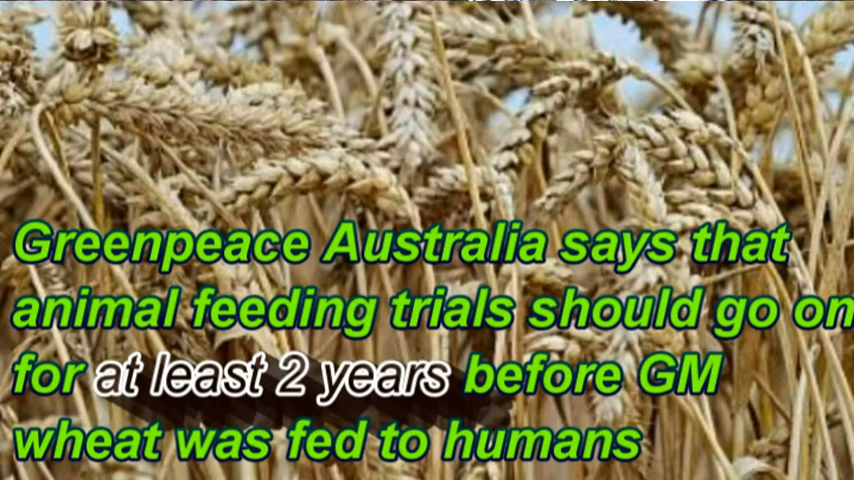 Greenpeace Australia says that
animal feeding trials should go on
for at least 2 years before GM
wheat was fed to humans